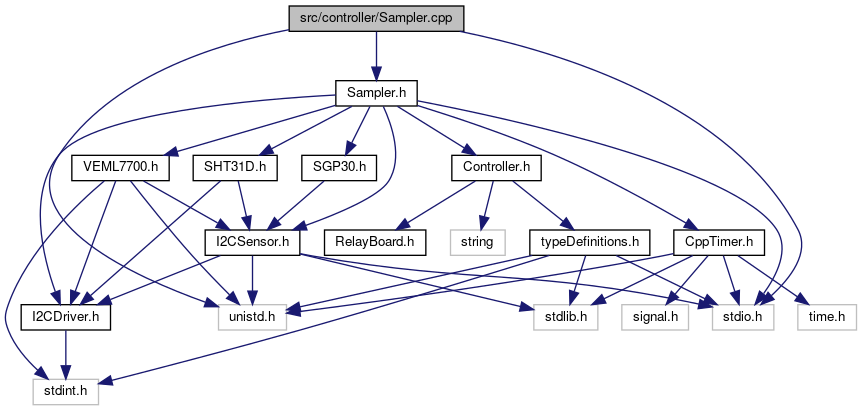 src/controller/Sampler.cpp
Sampler.h
VEML7700.h
SHT31D.h
SGP30.h
Controller.h
I2CSensor.h
RelayBoard.h
string
typeDefinitions.h
CppTimer.h
I2CDriver.h
unistd.h
stdlib.h
signal.h
stdio.h
time.h
stdint.h